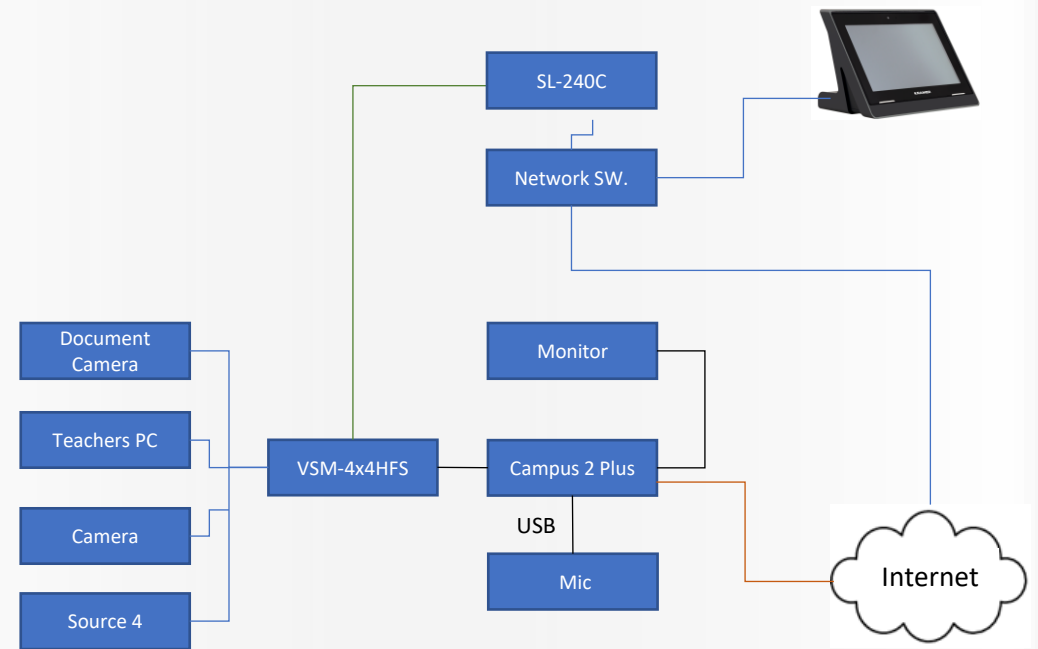 SL-240C
Network SW.
Document
Camera
Monitor
Teachers PC
VSM-4x4HFS
Campus 2 Plus
USB
Camera
Mic
Internet
Source 4
KRAMER